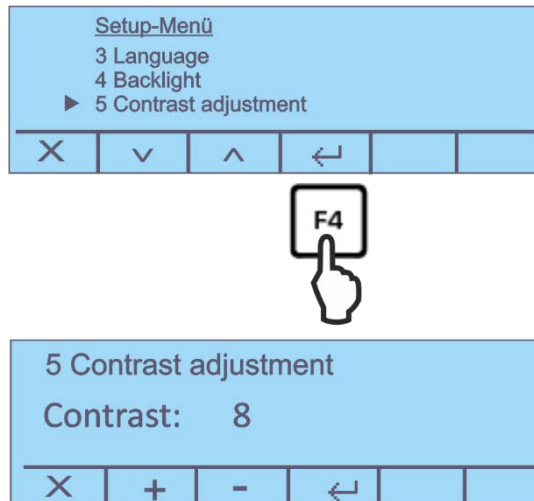 Setup-Menü
3 Language
4 Backlight
▶ 5 Contrast adjustment
X ∨ ∧ ↵
F4
5 Contrast adjustment
Contrast: 8
X + - ↵